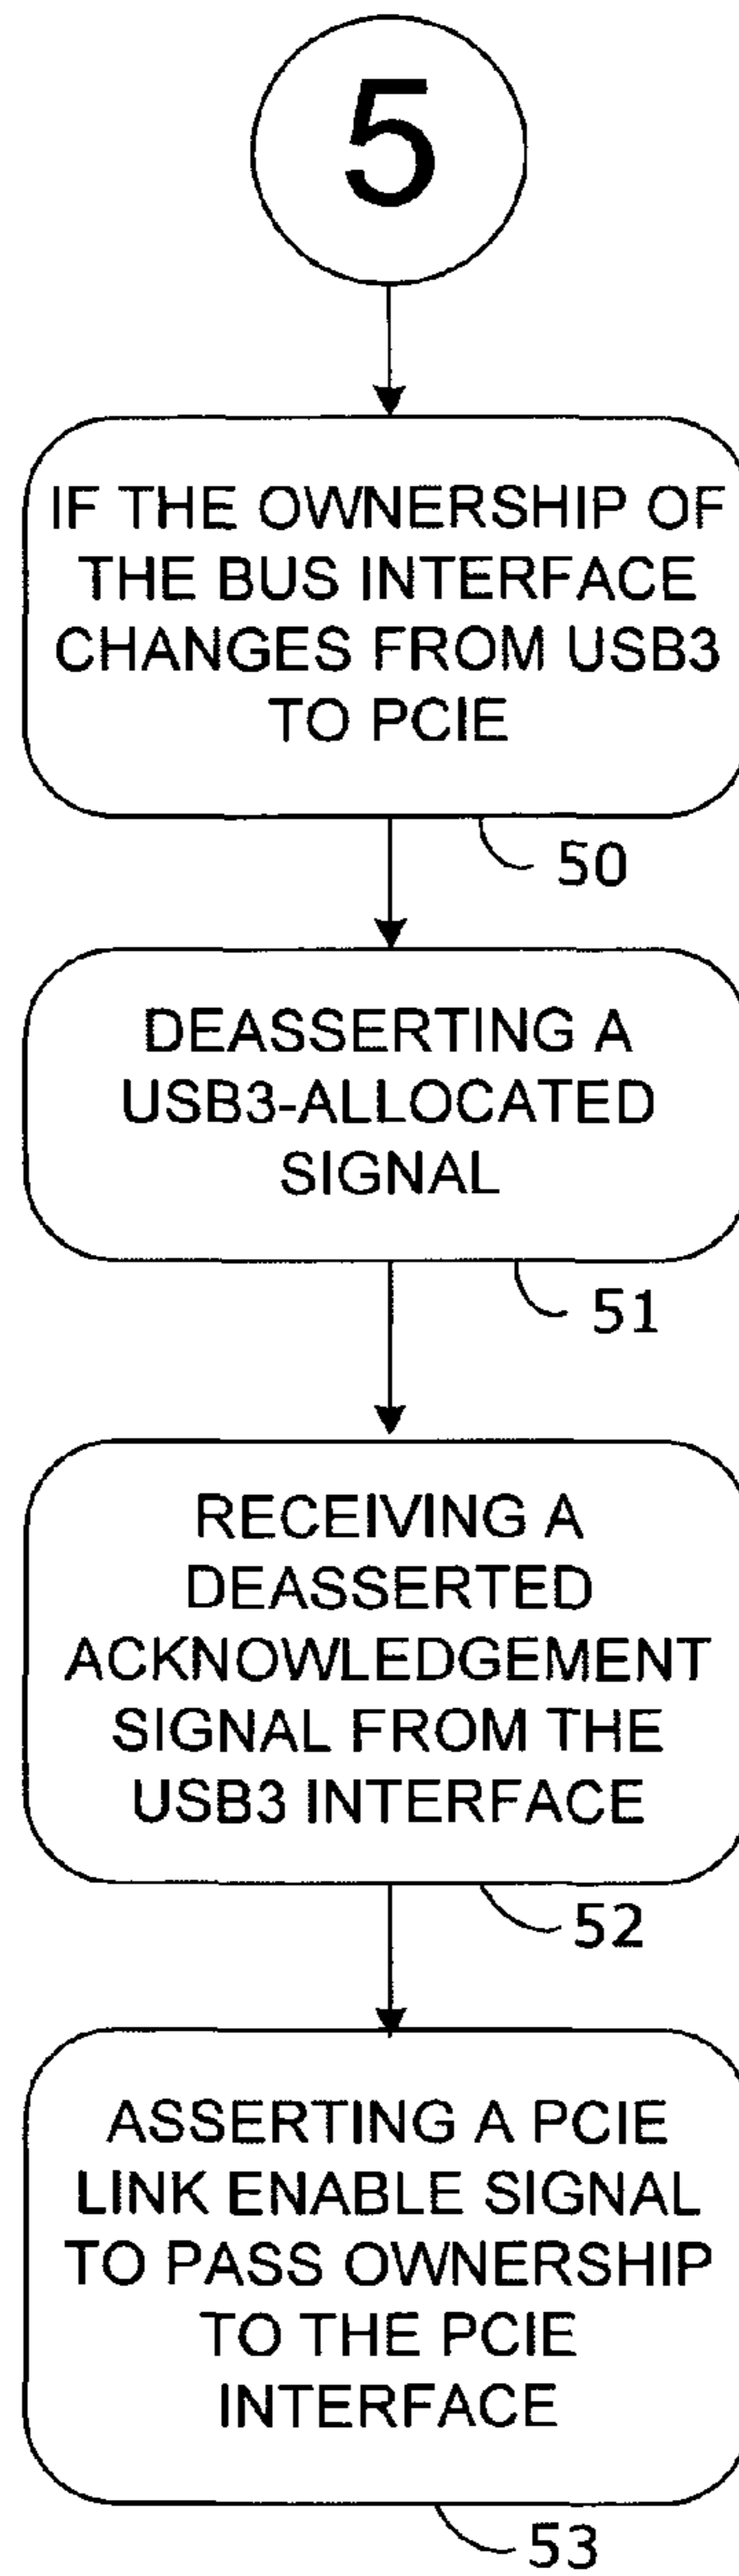 5
IF THE OWNERSHIP OF
THE BUS INTERFACE
CHANGES FROM USB3
TO PCIE
50
DEASSERTING A
USB3-ALLOCATED
SIGNAL
51
RECEIVING A
DEASSERTED
ACKNOWLEDGEMENT
SIGNAL FROM THE
USB3 INTERFACE
52
ASSERTING A PCIE
LINK ENABLE SIGNAL
TO PASS OWNERSHIP
TO THE PCIE
INTERFACE
53